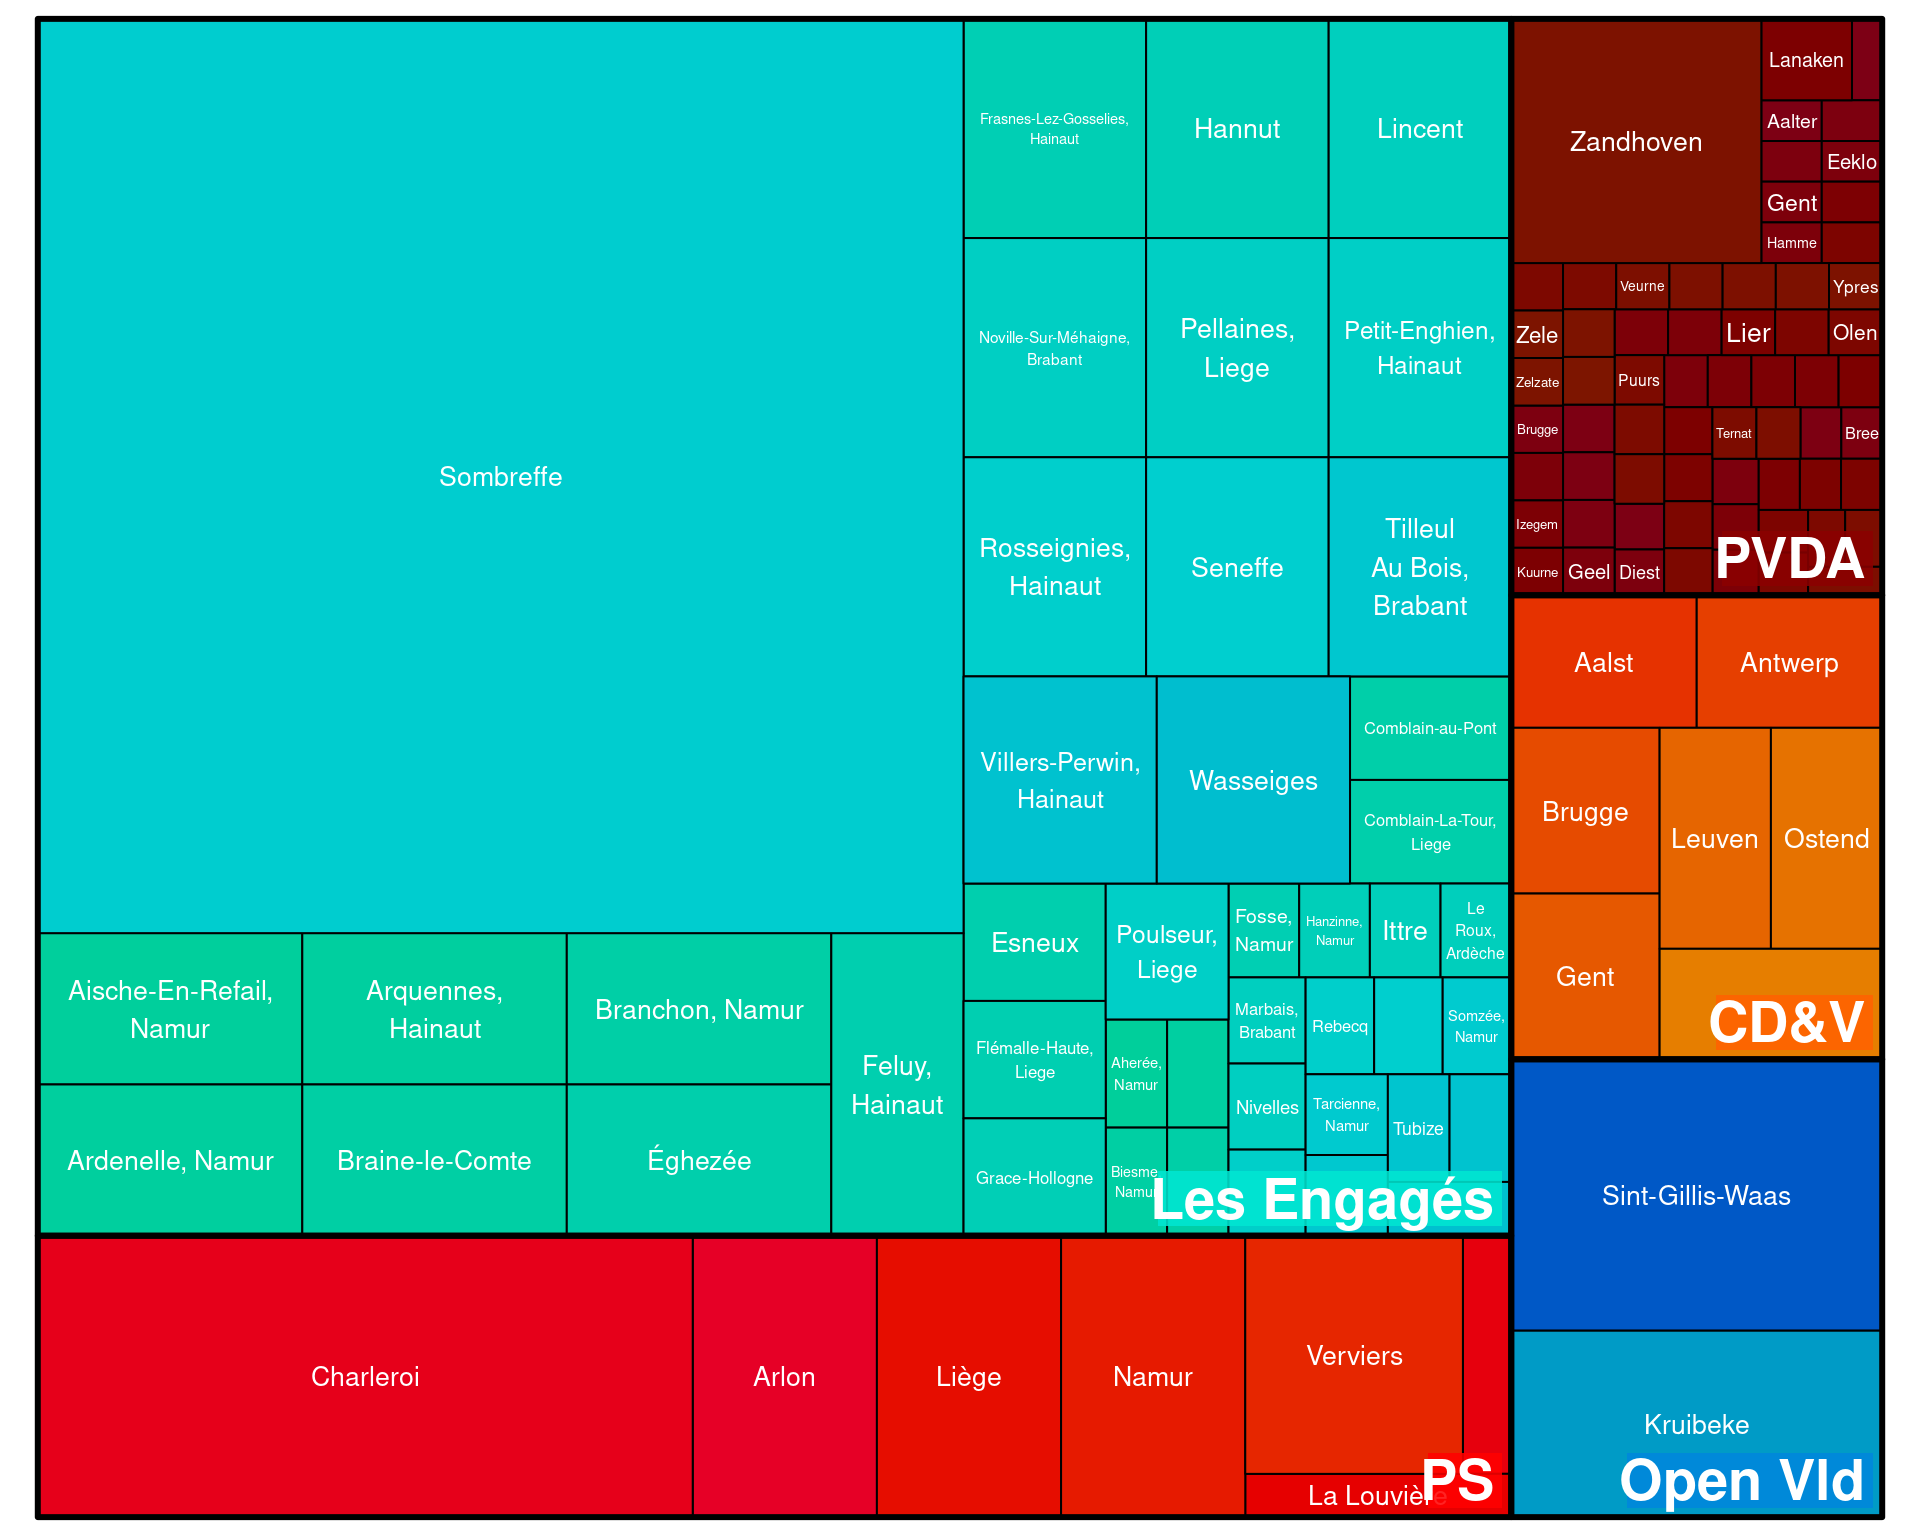 Sombreffe
Aische-En-Refail,
Namur
Arquennes,
Hainaut
Branchon, Namur
Feluy,
Hainaut
Ardenelle, Namur
Braine-le-Comte
Éghezée
Frasnes-Lez-Gosselies,
Hainaut
Hannut
Lincent
Noville-Sur-Méhaigne,
Brabant
Pellaines,
Liege
Petit-Enghien,
Hainaut
Rosseignies,
Hainaut
Seneffe
Tilleul
Au Bois,
Brabant
Villers-Perwin,
Hainaut
Wasseiges
Comblain-au-Pont
Comblain-La-Tour,
Liege
Esneux
Poulseur,
Liege
Fosse,
Namur
Hanzinne,
Namur
Ittre
Le
Roux,
Ardèche
Flémalle-Haute,
Liege
Aherée,
Namur
Marbais,
Brabant
Rebecq
Somzée,
Namur
Nivelles
Tarcienne,
Namur
Tubize
Grace-Hollogne
Biesme,
Namur
Les Engagés
Charleroi
Arlon
Liège
Namur
Verviers
La Louvière
PS
Zandhoven
Lanaken
Aalter
Eeklo
Gent
Hamme
Veurne
Ypres
Zele
Lier
Olen
Zelzate
Puurs
Brugge
Ternat
Bree
Izegem
Kuurne
Geel
Diest
PVDA
Aalst
Antwerp
Brugge
Leuven
Ostend
Gent
CD&V
Sint-Gillis-Waas
Kruibeke
Open Vld